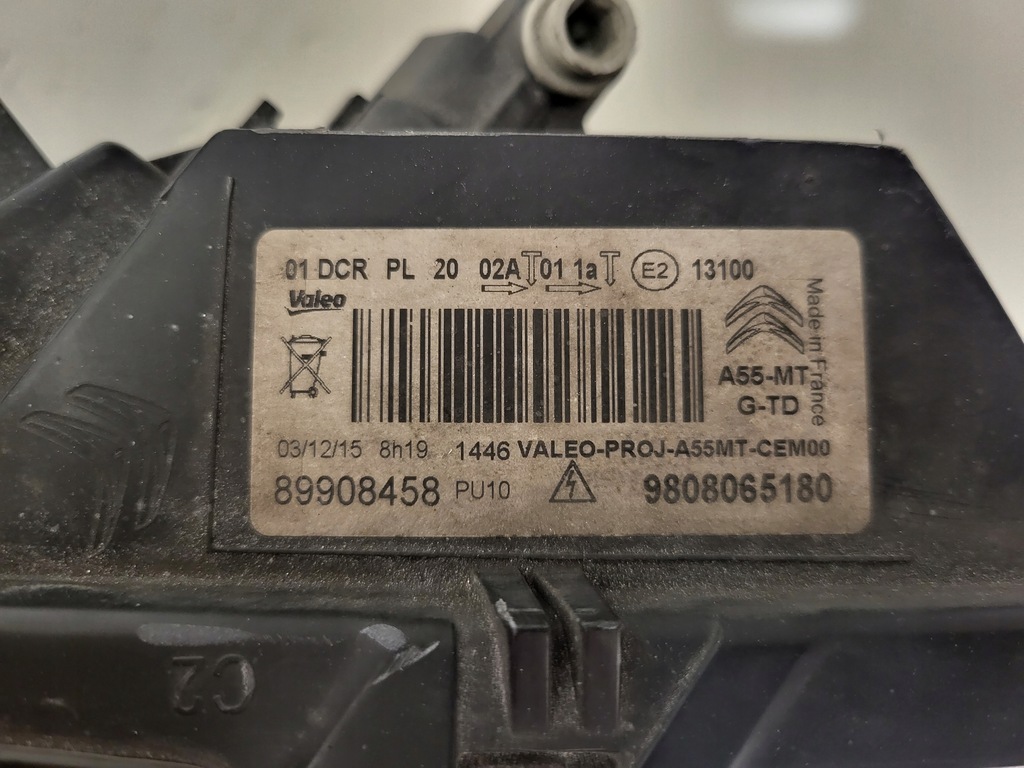 01 DCR PL 20 02A 01 1a E2 13100
Valeo
Made in France
A55-MT
G-TD
03/12/15 8h19 1446 VALEO-PROJ-A55MT-CEM00
89908458 PU10 9808065180
C2